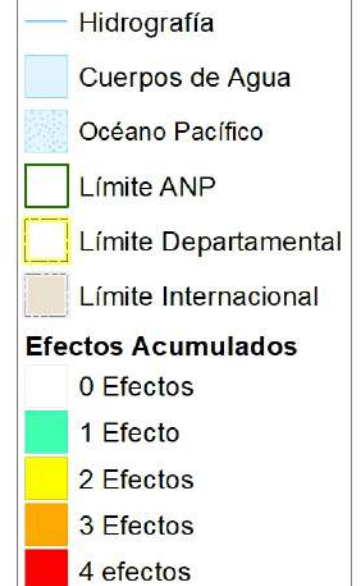 Hidrografía
Cuerpos de Agua
Océano Pacífico
Límite ANP
Límite Departamental
Límite Internacional
Efectos Acumulados
0 Efectos
1 Efecto
2 Efectos
3 Efectos
4 efectos